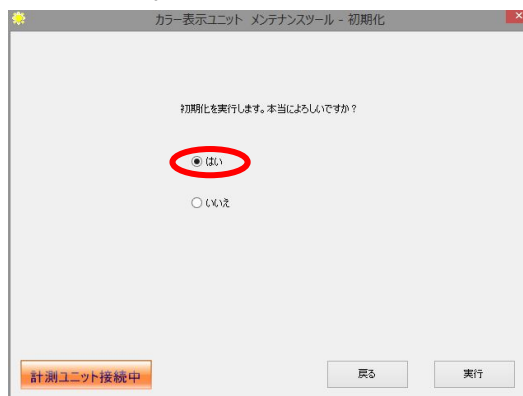 カラー表示ユニット メンテナンスツール - 初期化
初期化を実行します。本当によろしいですか？
はい
いいえ
計測ユニット接続中
戻る
実行